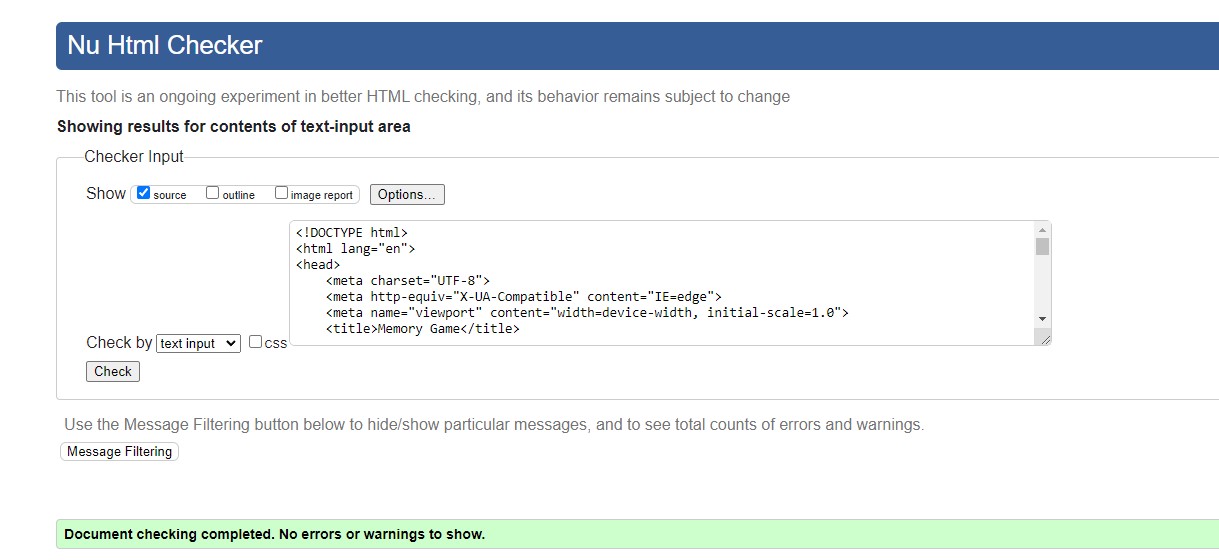 Nu Html Checker
This tool is an ongoing experiment in better HTML checking, and its behavior remains subject to change
Showing results for contents of text-input area
Checker Input
Show source outline image report Options...
<!DOCTYPE html>
<html lang="en">
<head>
    <meta charset="UTF-8">
    <meta http-equiv="X-UA-Compatible" content="IE=edge">
    <meta name="viewport" content="width=device-width, initial-scale=1.0">
    <title>Memory Game</title>
Check by text input css
Check
Use the Message Filtering button below to hide/show particular messages, and to see total counts of errors and warnings.
Message Filtering
Document checking completed. No errors or warnings to show.